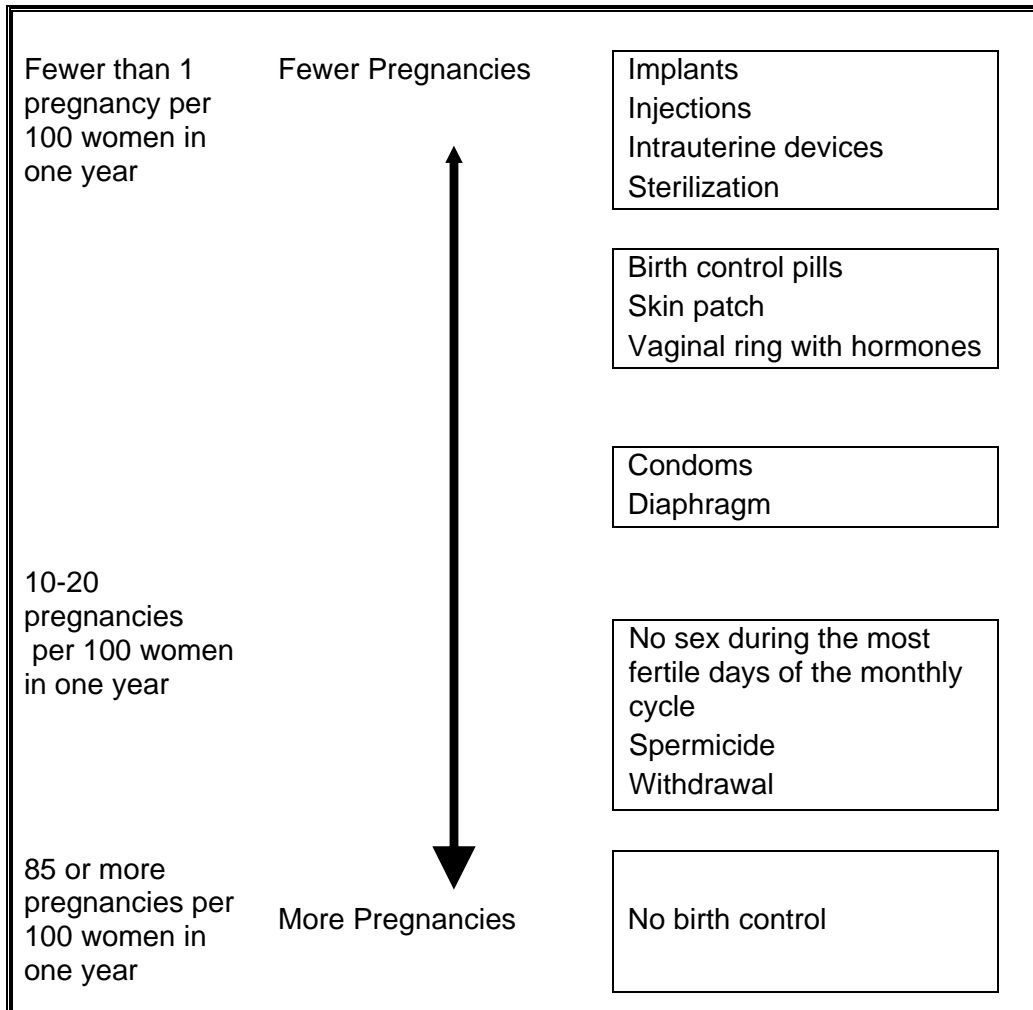 Fewer than 1
pregnancy per
100 women in
one year
Fewer Pregnancies
Implants
Injections
Intrauterine devices
Sterilization
Birth control pills
Skin patch
Vaginal ring with hormones
Condoms
Diaphragm
10-20
pregnancies
per 100 women
in one year
No sex during the most
fertile days of the monthly
cycle
Spermicide
Withdrawal
85 or more
pregnancies per
100 women in
one year
More Pregnancies
No birth control